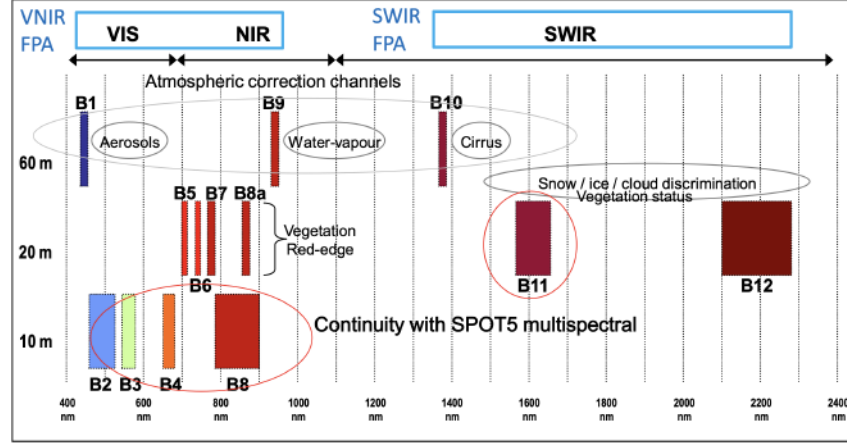 VNIR
FPA
VIS
NIR
SWIR
FPA
SWIR
Atmospheric correction channels
B1
B9
B10
Aerosols
Water-vapour
Cirrus
60 m
Snow / ice / cloud discrimination
Vegetation status
B5
B7
B8a
Vegetation
Red-edge
20 m
B6
B11
B12
10 m
Continuity with SPOT5 multispectral
B2
B3
B4
B8
400
nm
600
nm
800
nm
1000
nm
1200
nm
1400
nm
1600
nm
1800
nm
2000
nm
2200
nm
2400
nm